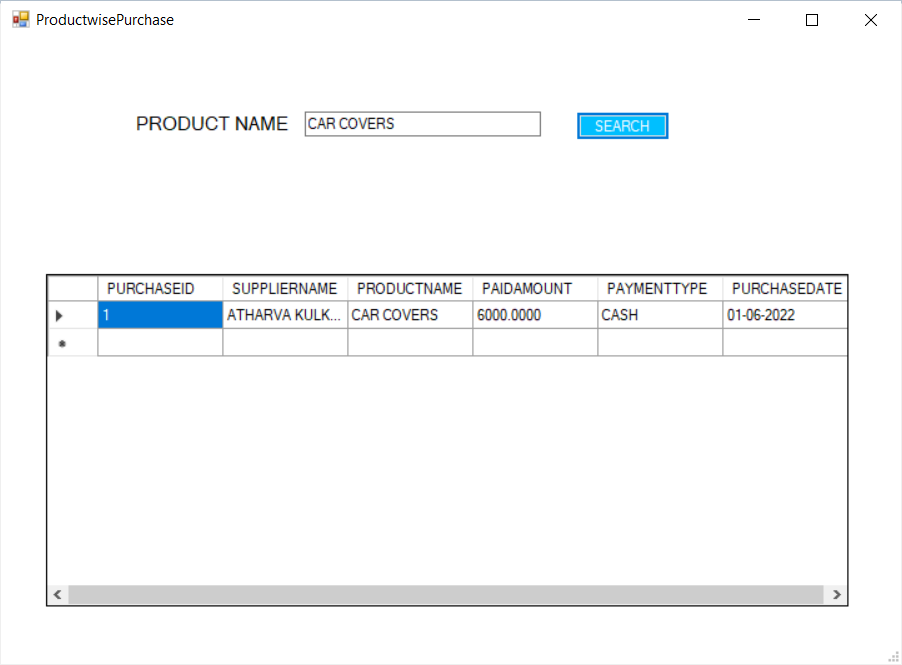 ProductwisePurchase
PRODUCT NAME CAR COVERS SEARCH
PURCHASEID SUPPLIERNAME PRODUCTNAME PAIDAMOUNT PAYMENTTYPE PURCHASEDATE
1 ATHARVA KULK... CAR COVERS 6000.0000 CASH 01-06-2022